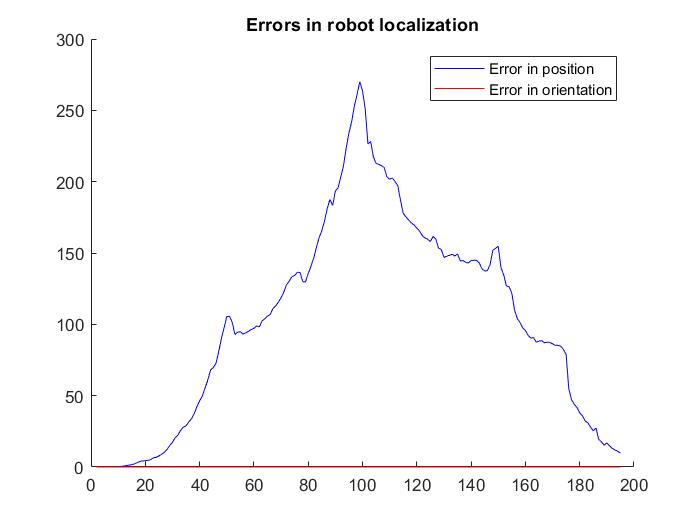 Errors in robot localization
300
250
200
150
100
50
0
Error in position
Error in orientation
0 20 40 60 80 100 120 140 160 180 200